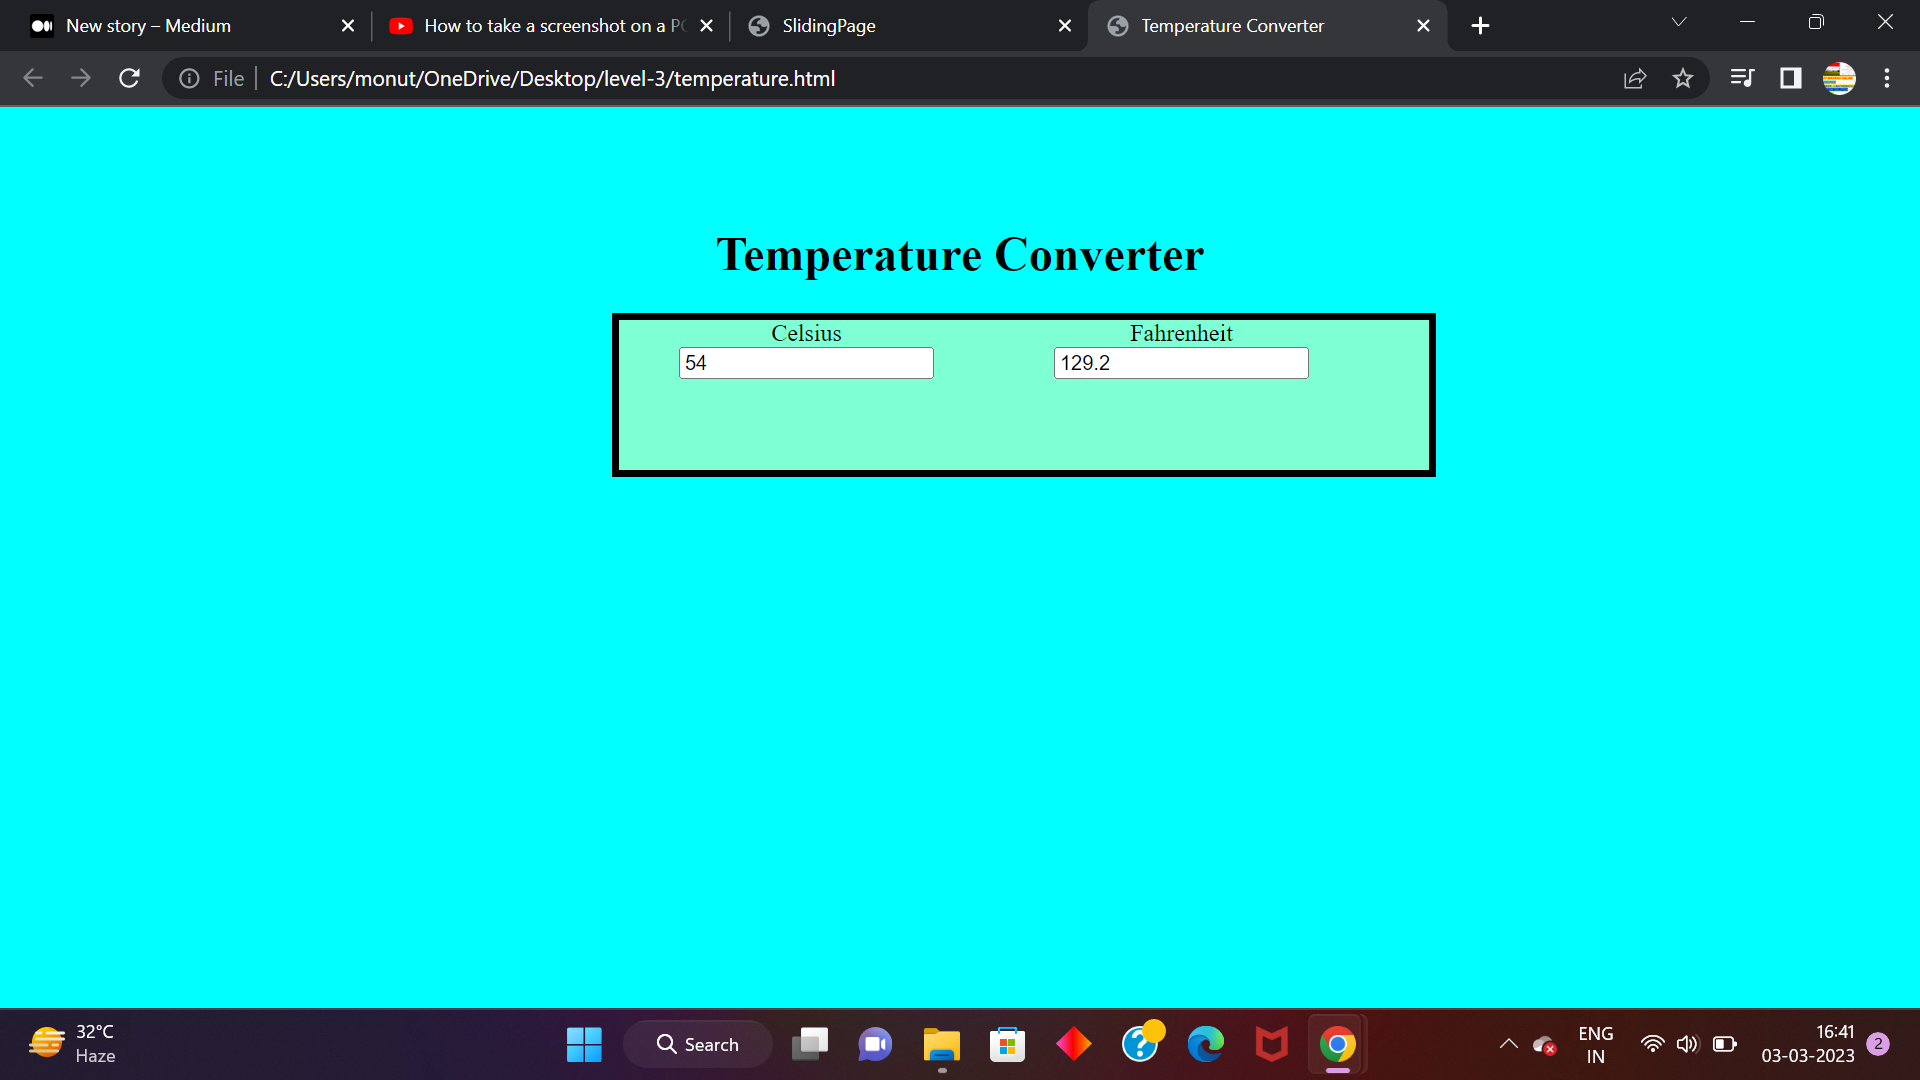 New story – Medium
How to take a screenshot on a PC
SlidingPage
Temperature Converter
File
C:/Users/monut/OneDrive/Desktop/level-3/temperature.html
Temperature Converter
Celsius
Fahrenheit
54
129.2
32°C
Haze
Search
ENG
IN
16:41
03-03-2023
2